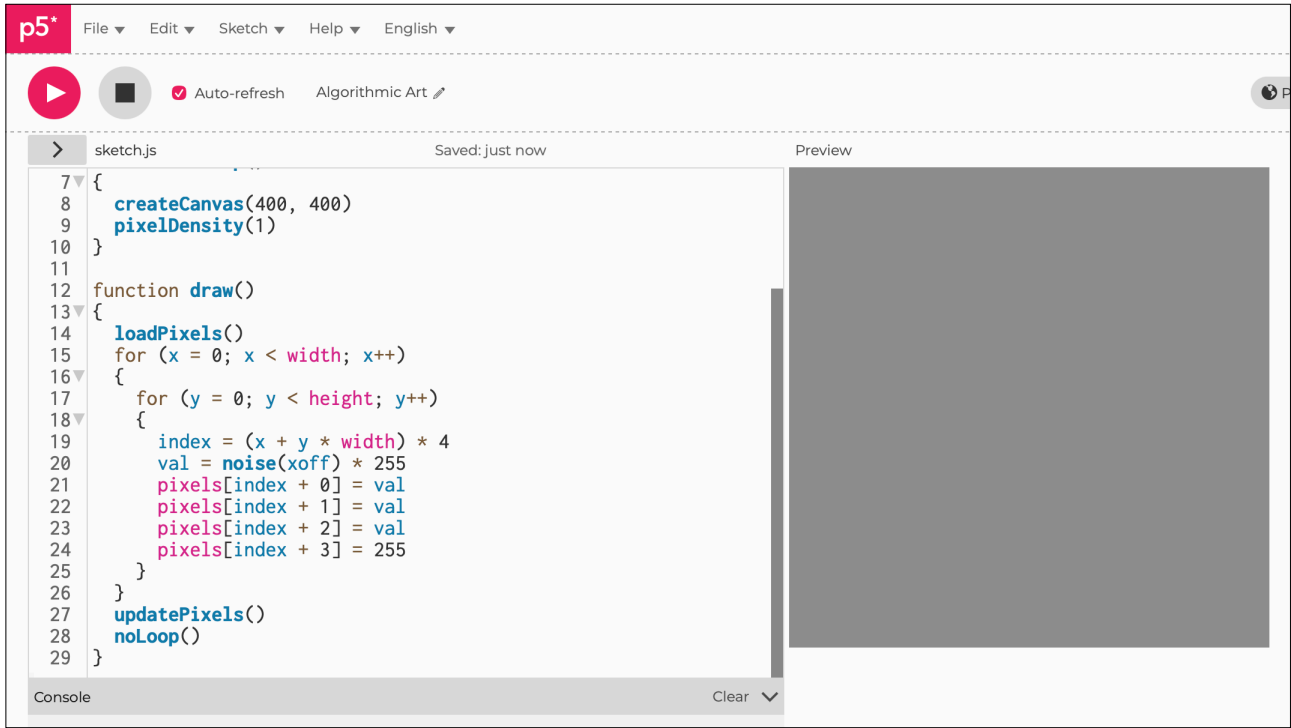 p5*
File Edit Sketch Help English
Auto-refresh Algorithmic Art P
sketch.js Saved: just now Preview
7 {
8   createCanvas(400, 400)
9   pixelDensity(1)
10 }
11
12 function draw()
13 {
14   loadPixels()
15   for (x = 0; x < width; x++)
16   {
17     for (y = 0; y < height; y++)
18     {
19       index = (x + y * width) * 4
20       val = noise(xoff) * 255
21       pixels[index + 0] = val
22       pixels[index + 1] = val
23       pixels[index + 2] = val
24       pixels[index + 3] = 255
25     }
26   }
27   updatePixels()
28   noLoop()
29 }
Console Clear